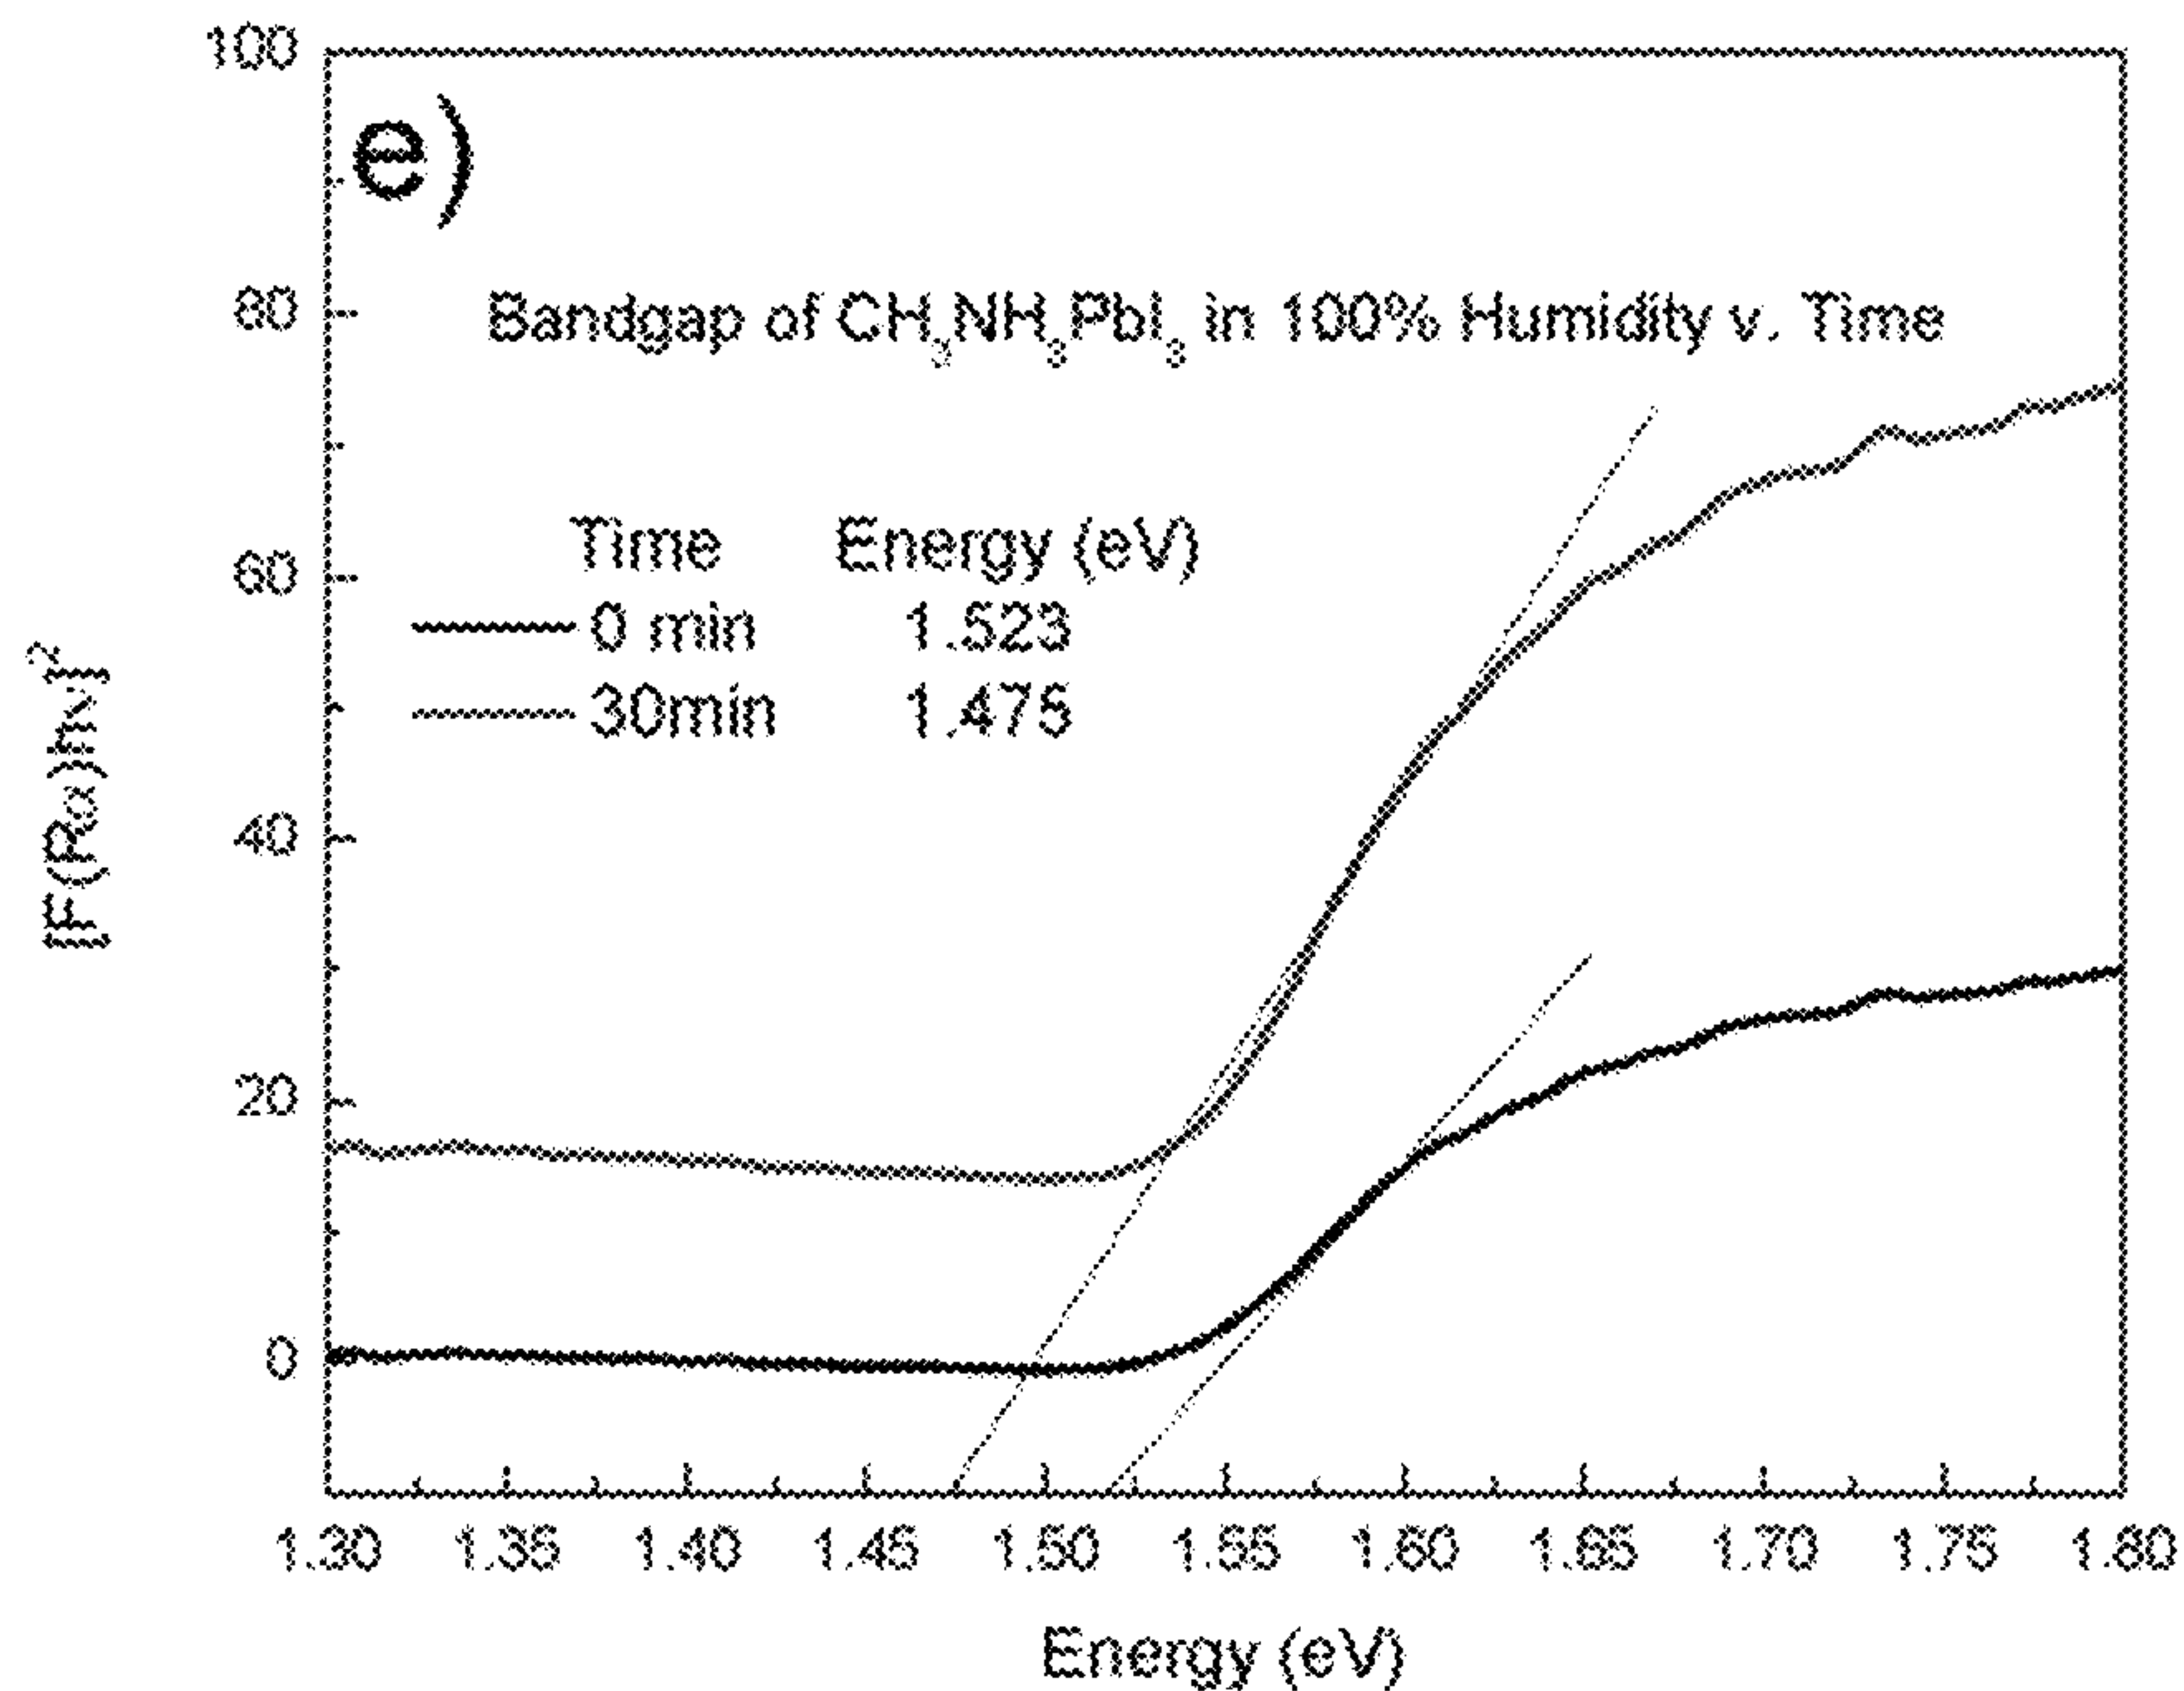 e)
Bandgap of CH₃NH₃PbI₃ in 100% Humidity v. Time
Time Energy (eV)
0 min 1.523
30min 1.475
[F(Rα)hν]²
100
80
60
40
20
0
1.30 1.35 1.40 1.45 1.50 1.55 1.60 1.65 1.70 1.75 1.80
Energy (eV)